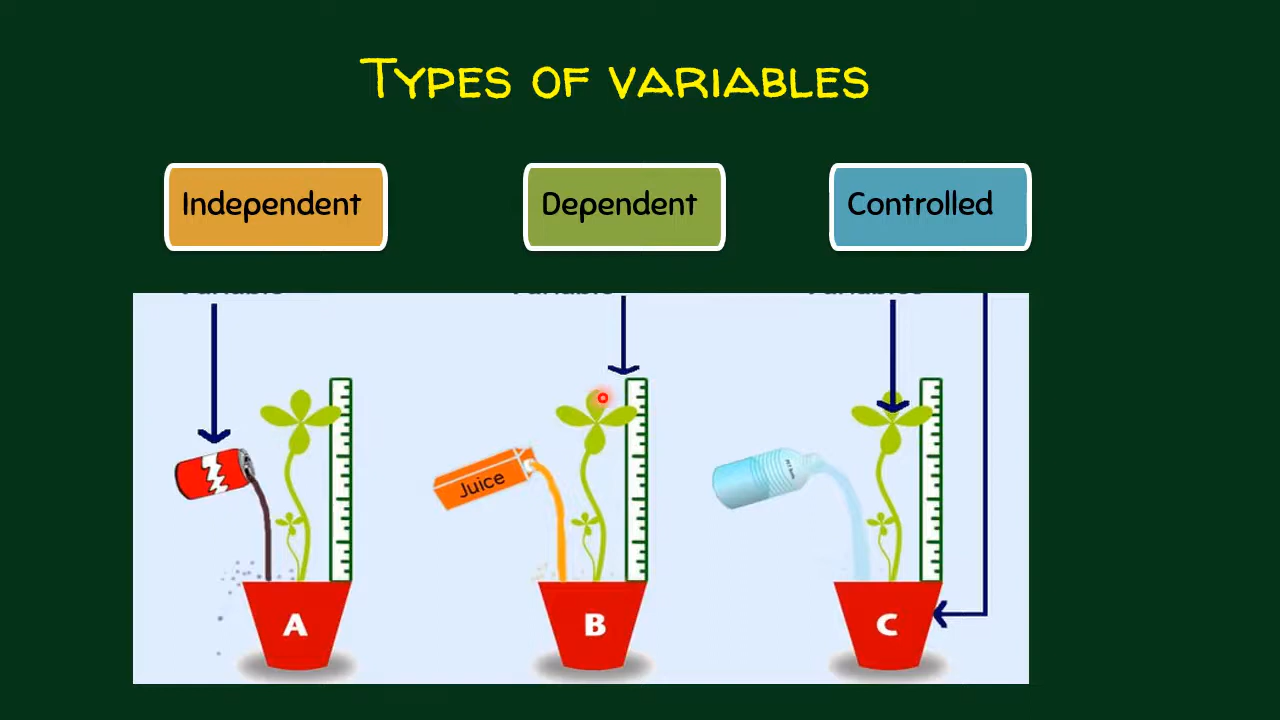 Types of variables
Independent
Dependent
Controlled
Juice
A
B
C